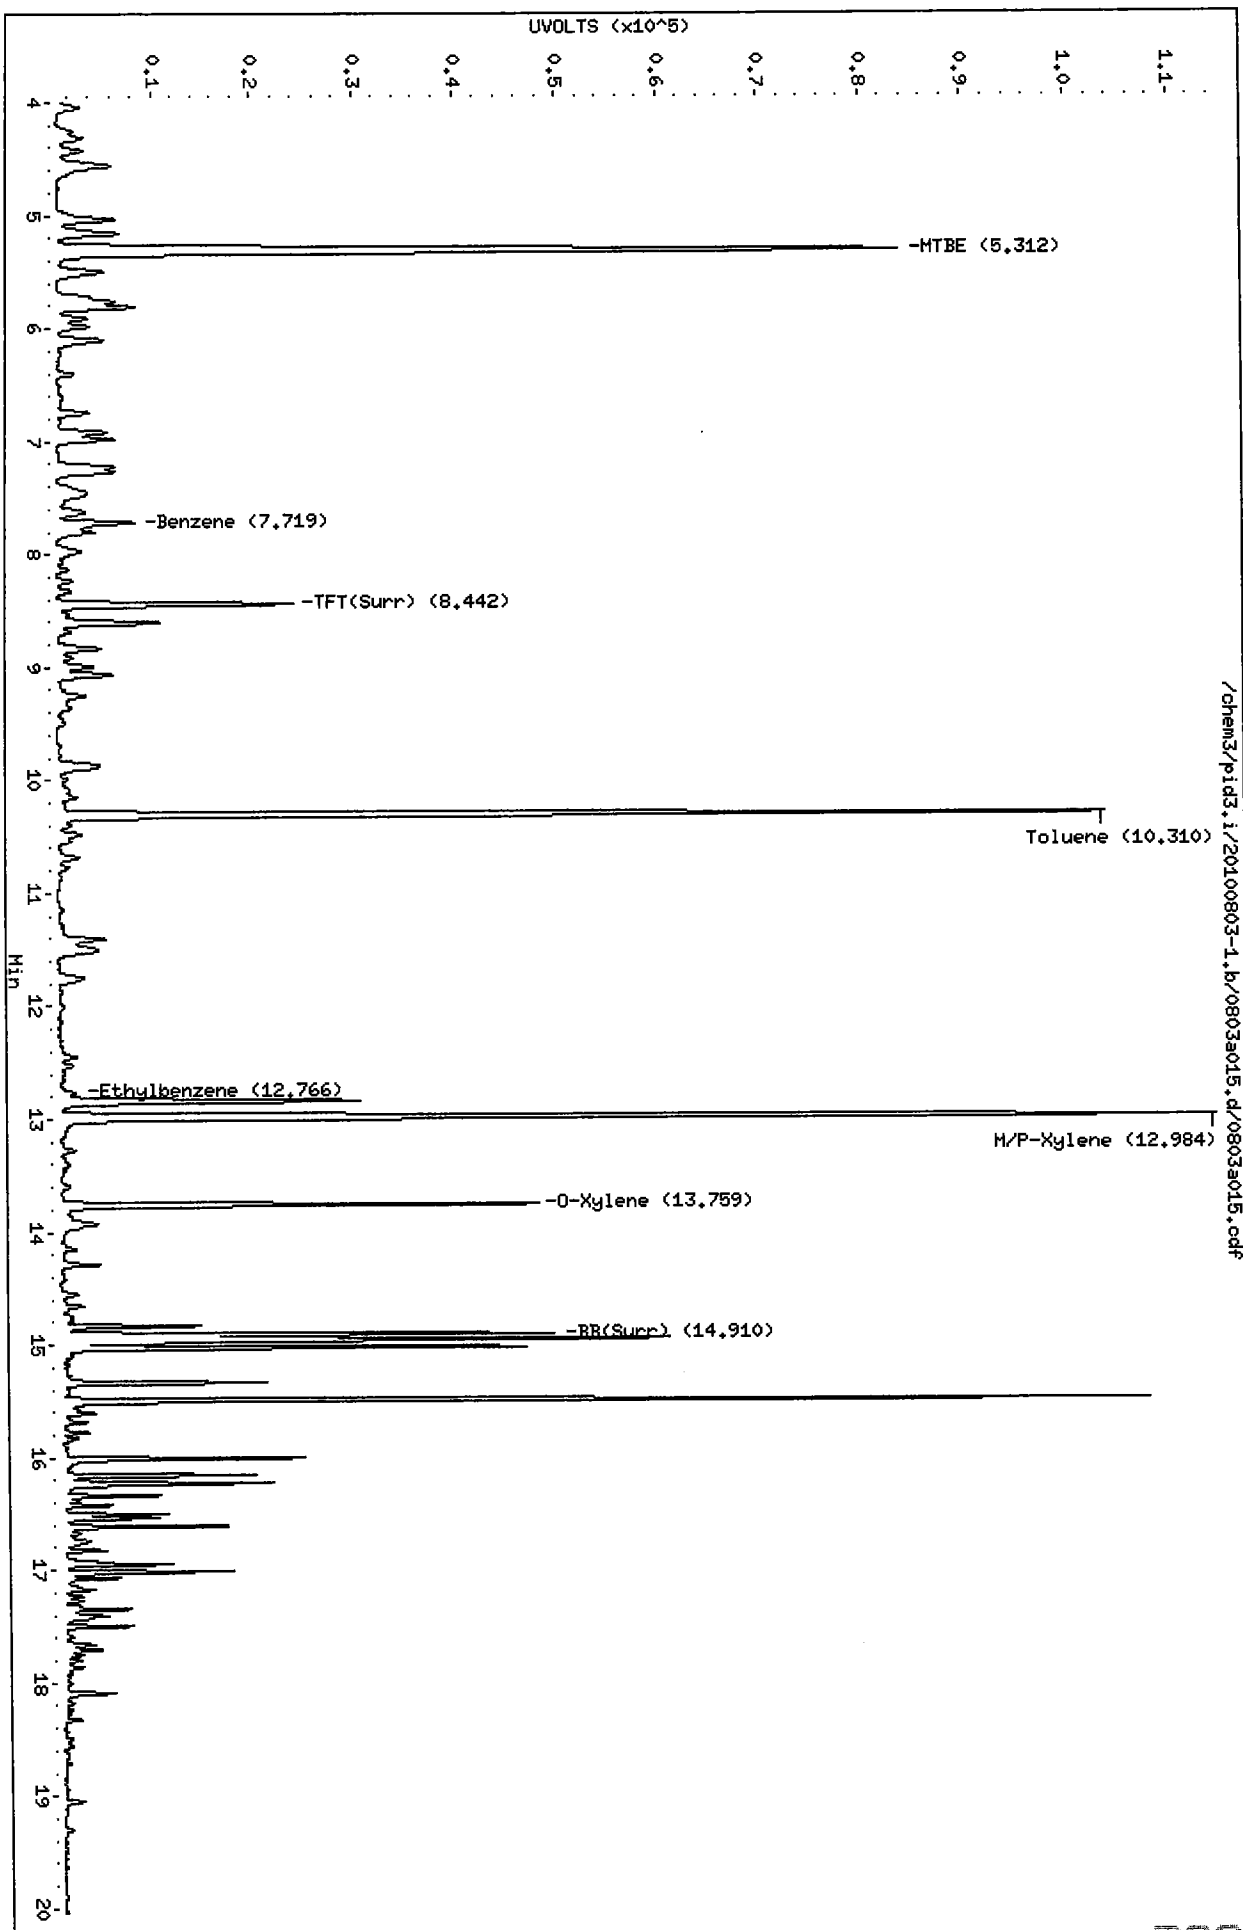 /chem3/pid3.i/20100803-1.b/0803a015.d/0803a015.cdf
UVOLTS (x10^5)
1.1
1.0
0.9
0.8
0.7
0.6
0.5
0.4
0.3
0.2
0.1
-MTBE (5.312)
-Benzene (7.719)
-TFT(Surr) (8.442)
Toluene (10.310)
-Ethylbenzene (12.766)
M/P-Xylene (12.984)
-O-Xylene (13.759)
-BB(Surr) (14.910)
4 5 6 7 8 9 10 11 12 13 14 15 16 17 18 19 20
Min